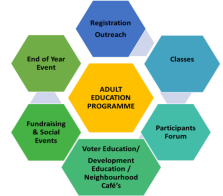 Registration
Outreach
End of Year
Event
Classes
ADULT
EDUCATION
PROGRAMME
Fundraising
& Social
Events
Participants
Forum
Voter Education/
Development
Education /
Neighbourhood
Café's